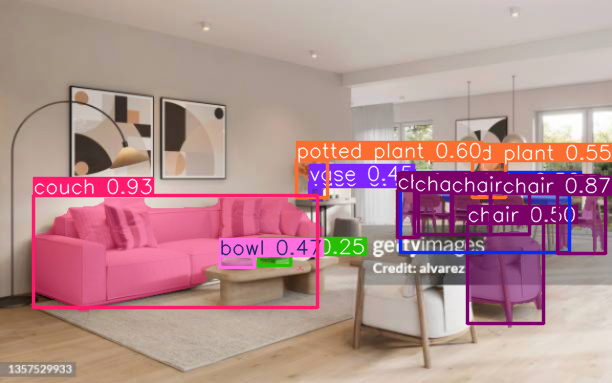 potted plant 0.60
plant 0.55
vase 0.45
couch 0.93
chair
chair 0.87
chair 0.50
bowl 0.47
0.25
gettyimages
Credit: alvarez
1357529933